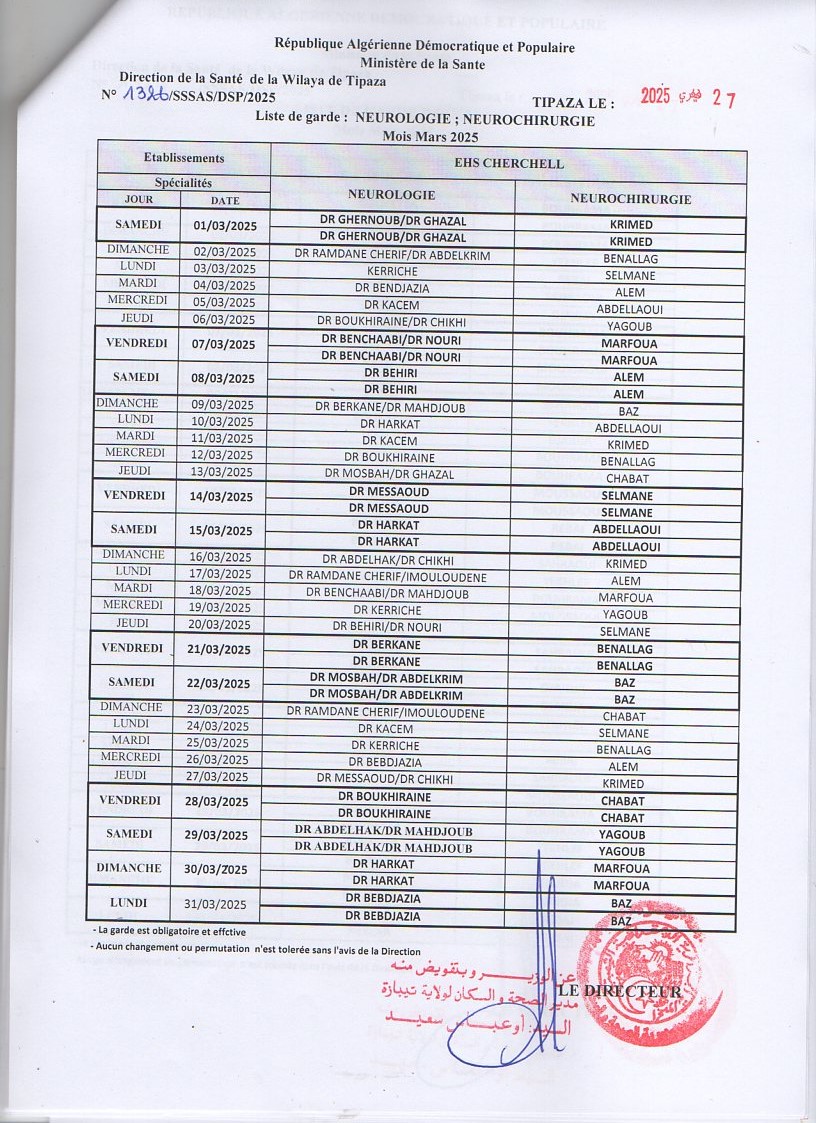 République Algérienne Démocratique et Populaire
Ministère de la Sante
Direction de la Santé de la Wilaya de Tipaza
N° 1326/SSSAS/DSP/2025
TIPAZA LE : 2025 فيفري 27
Liste de garde : NEUROLOGIE ; NEUROCHIRURGIE
Mois Mars 2025
Etablissements EHS CHERCHELL
Spécialités NEUROLOGIE NEUROCHIRURGIE
JOUR DATE
SAMEDI 01/03/2025 DR GHERNOUB/DR GHAZAL KRIMED
DR GHERNOUB/DR GHAZAL KRIMED
DIMANCHE 02/03/2025 DR RAMDANE CHERIF/DR ABDELKRIM BENALLAG
LUNDI 03/03/2025 KERRICHE SELMANE
MARDI 04/03/2025 DR BENDJAZIA ALEM
MERCREDI 05/03/2025 DR KACEM ABDELLAOUI
JEUDI 06/03/2025 DR BOUKHIRAINE/DR CHIKHI YAGOUB
VENDREDI 07/03/2025 DR BENCHAABI/DR NOURI MARFOUA
DR BENCHAABI/DR NOURI MARFOUA
SAMEDI 08/03/2025 DR BEHIRI ALEM
DR BEHIRI ALEM
DIMANCHE 09/03/2025 DR BERKANE/DR MAHDJOUB BAZ
LUNDI 10/03/2025 DR HARKAT ABDELLAOUI
MARDI 11/03/2025 DR KACEM KRIMED
MERCREDI 12/03/2025 DR BOUKHIRAINE BENALLAG
JEUDI 13/03/2025 DR MOSBAH/DR GHAZAL CHABAT
VENDREDI 14/03/2025 DR MESSAOUD SELMANE
DR MESSAOUD SELMANE
SAMEDI 15/03/2025 DR HARKAT ABDELLAOUI
DR HARKAT ABDELLAOUI
DIMANCHE 16/03/2025 DR ABDELHAK/DR CHIKHI KRIMED
LUNDI 17/03/2025 DR RAMDANE CHERIF/IMOULOUDENE ALEM
MARDI 18/03/2025 DR BENCHAABI/DR MAHDJOUB MARFOUA
MERCREDI 19/03/2025 DR KERRICHE YAGOUB
JEUDI 20/03/2025 DR BEHIRI/DR NOURI SELMANE
VENDREDI 21/03/2025 DR BERKANE BENALLAG
DR BERKANE BENALLAG
SAMEDI 22/03/2025 DR MOSBAH/DR ABDELKRIM BAZ
DR MOSBAH/DR ABDELKRIM BAZ
DIMANCHE 23/03/2025 DR RAMDANE CHERIF/IMOULOUDENE CHABAT
LUNDI 24/03/2025 DR KACEM SELMANE
MARDI 25/03/2025 DR KERRICHE BENALLAG
MERCREDI 26/03/2025 DR BEBDJAZIA ALEM
JEUDI 27/03/2025 DR MESSAOUD/DR CHIKHI KRIMED
VENDREDI 28/03/2025 DR BOUKHIRAINE CHABAT
DR BOUKHIRAINE CHABAT
SAMEDI 29/03/2025 DR ABDELHAK/DR MAHDJOUB YAGOUB
DR ABDELHAK/DR MAHDJOUB YAGOUB
DIMANCHE 30/03/2025 DR HARKAT MARFOUA
DR HARKAT MARFOUA
LUNDI 31/03/2025 DR BEBDJAZIA BAZ
DR BEBDJAZIA BAZ
- La garde est obligatoire et effctive
- Aucun changement ou permutation n'est tolerée sans l'avis de la Direction
عن الوزير و بتفويض منه
LE DIRECTEUR
مدير الصحة و السكان لولاية تيبازة
السيد: أوعباس سعيد